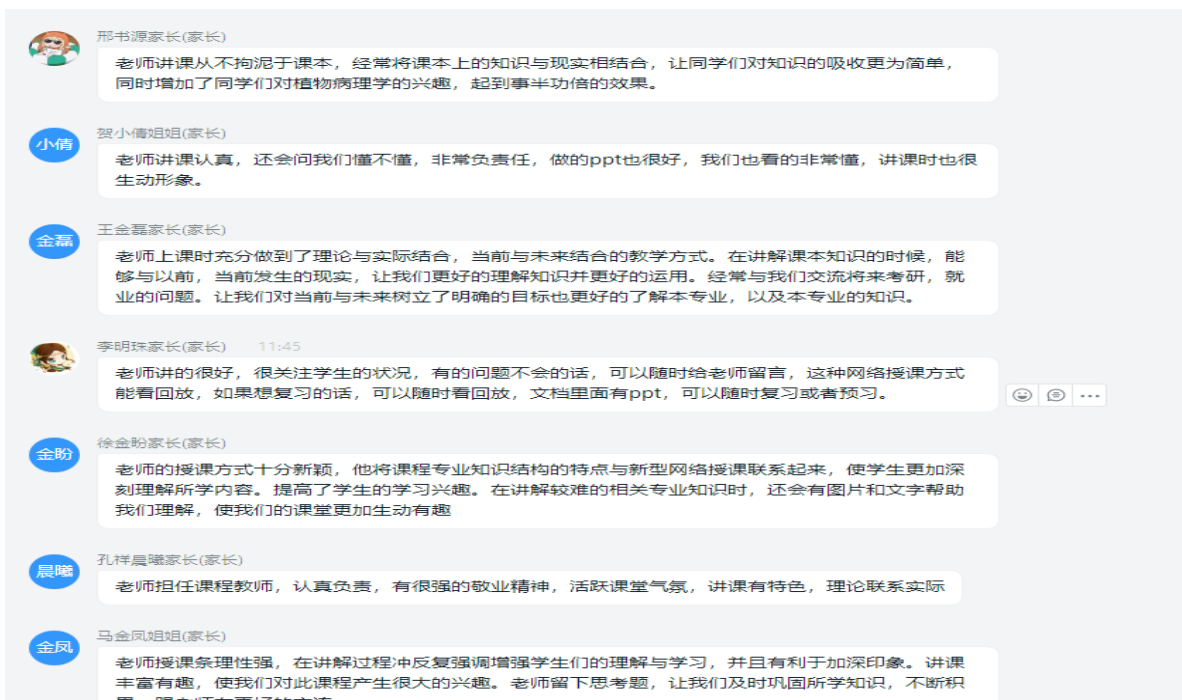 邢书源家长(家长)
老师讲课从不拘泥于课本，经常将课本上的知识与现实相结合，让同学们对知识的吸收更为简单，
同时增加了同学们对植物病理学的兴趣，起到事半功倍的效果。
小倩
贺小倩姐姐(家长)
老师讲课认真，还会问我们懂不懂，非常负责任，做的ppt也很好，我们也看的非常懂，讲课时也很
生动形象。
金磊
王金磊家长(家长)
老师上课时充分做到了理论与实际结合，当前与未来结合的教学方式。在讲解课本知识的时候，能
够与以前，当前发生的现实，让我们更好的理解知识并更好的运用。经常与我们交流将来考研，就
业的问题。让我们对当前与未来树立了明确的目标也更好的了解本专业，以及本专业的知识。
李明珠家长(家长) 11:45
老师讲的很好，很关注学生的状况，有的问题不会的话，可以随时给老师留言，这种网络授课方式
能看回放，如果想复习的话，可以随时看回放，文档里面有ppt，可以随时复习或者预习。
金盼
徐金盼家长(家长)
老师的授课方式十分新颖，他将课程专业知识结构的特点与新型网络授课联系起来，使学生更加深
刻理解所学内容。提高了学生的学习兴趣。在讲解较难的相关专业知识时，还会有图片和文字帮助
我们理解，使我们的课堂更加生动有趣
晨曦
孔祥晨曦家长(家长)
老师担任课程教师，认真负责，有很强的敬业精神，活跃课堂气氛，讲课有特色，理论联系实际
金凤
马金凤姐姐(家长)
老师授课条理性强，在讲解过程冲反复强调增强学生们的理解与学习，并且有利于加深印象。讲课
丰富有趣，使我们对此课程产生很大的兴趣。老师留下思考题，让我们及时巩固所学知识，不断积